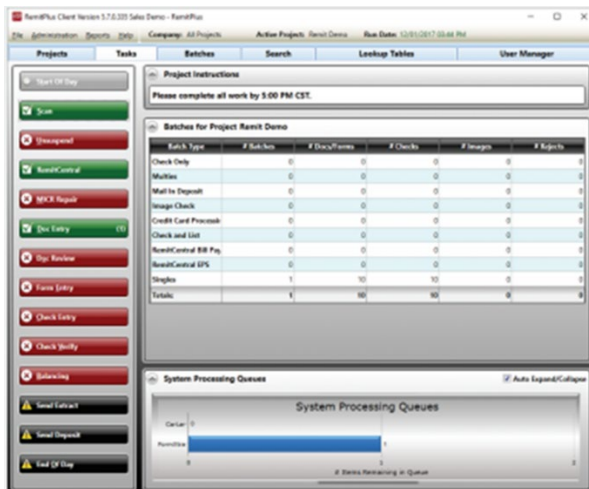 RemitPlus Client Version 5.7.0.335 Sales Demo - RemitPlus
File Administration Reports Help Company: All Projects Active Project: Remit Demo Run Date: 12/01/2017 03:44 PM
Projects Tasks Batches Search Lookup Tables User Manager
Start Of Day
Scan
Unsuspend
RemitCentral
MICR Repair
Doc Entry (1)
Doc Review
Form Entry
Check Entry
Check Verify
Balancing
Send Extract
Send Deposit
End Of Day
Project Instructions
Please complete all work by 5:00 PM CST.
Batches for Project Remit Demo
Batch Type # Batches # Docs/Forms # Checks # Images # Rejects
Check Only 0 0 0 0 0
Multies 0 0 0 0 0
Mail In Deposit 0 0 0 0 0
Image Check 0 0 0 0 0
Credit Card Processin 0 0 0 0 0
Check and List 0 0 0 0 0
RemitCentral Bill Pay 0 0 0 0 0
RemitCentral EPS 0 0 0 0 0
Singles 1 10 10 0 0
Totals: 1 10 10 0 0
System Processing Queues Auto Expand/Collapse
System Processing Queues
Car-Lar 0
1
# Items Remaining in Queue